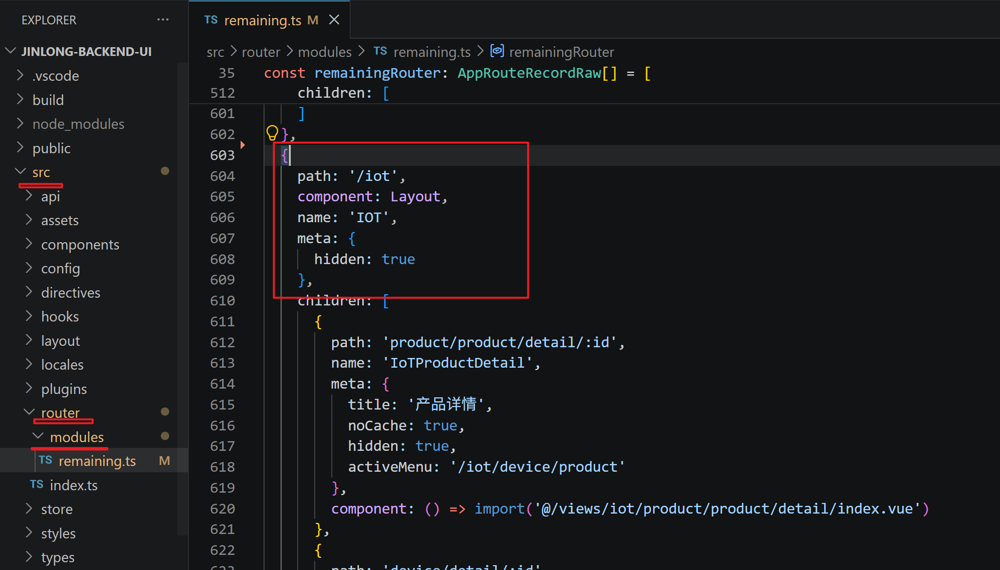 EXPLORER ···
JINLONG-BACKEND-UI
.vscode
build
node_modules
public
src
api
assets
components
config
directives
hooks
layout
locales
plugins
router
modules
TS remaining.ts M
TS index.ts
store
styles
types
TS remaining.ts M
src > router > modules > TS remaining.ts > remainingRouter
35 const remainingRouter: AppRouteRecordRaw[] = [
512 children: [
601 ]
602 },
603 {
604 path: '/iot',
605 component: Layout,
606 name: 'IOT',
607 meta: {
608 hidden: true
609 },
610 children: [
611 {
612 path: 'product/product/detail/:id',
613 name: 'IoTProductDetail',
614 meta: {
615 title: '产品详情',
616 noCache: true,
617 hidden: true,
618 activeMenu: '/iot/device/product'
619 },
620 component: () => import('@/views/iot/product/product/detail/index.vue')
621 },
622 {
623 path: 'device/detail/:id'